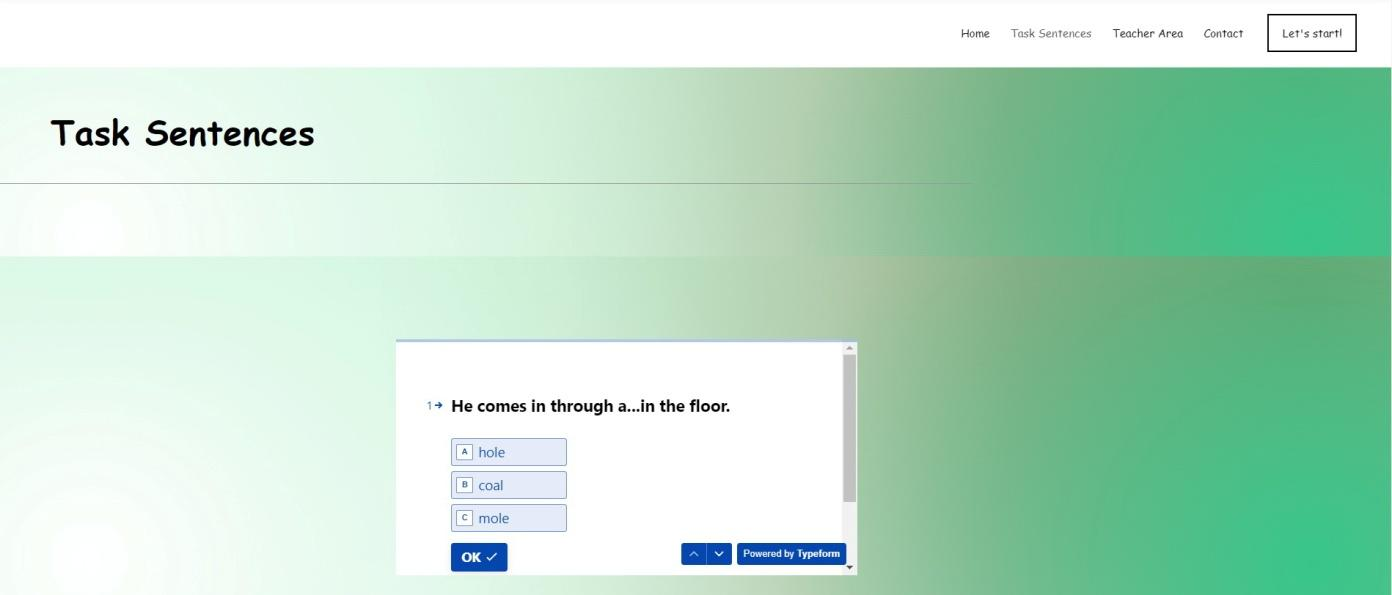 Home Task Sentences Teacher Area Contact Let's start!
Task Sentences
1 He comes in through a...in the floor.
A hole
B coal
C mole
OK
Powered by Typeform